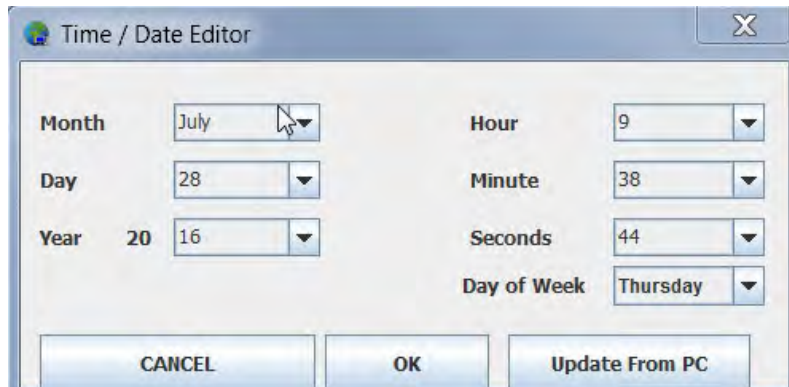 Time / Date Editor
Month July Hour 9
Day 28 Minute 38
Year 20 16 Seconds 44
Day of Week Thursday
CANCEL OK Update From PC